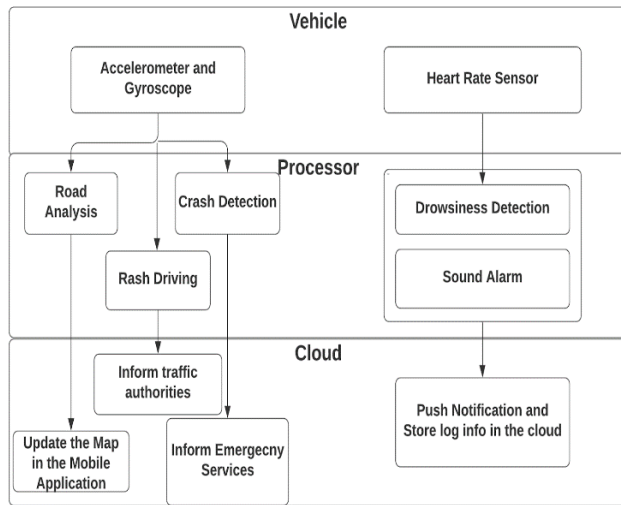 Vehicle
Accelerometer and
Gyroscope
Heart Rate Sensor
Processor
Road
Analysis
Crash Detection
Drowsiness Detection
Rash Driving
Sound Alarm
Cloud
Inform traffic
authorities
Update the Map
in the Mobile
Application
Inform Emergecny
Services
Push Notification and
Store log info in the cloud